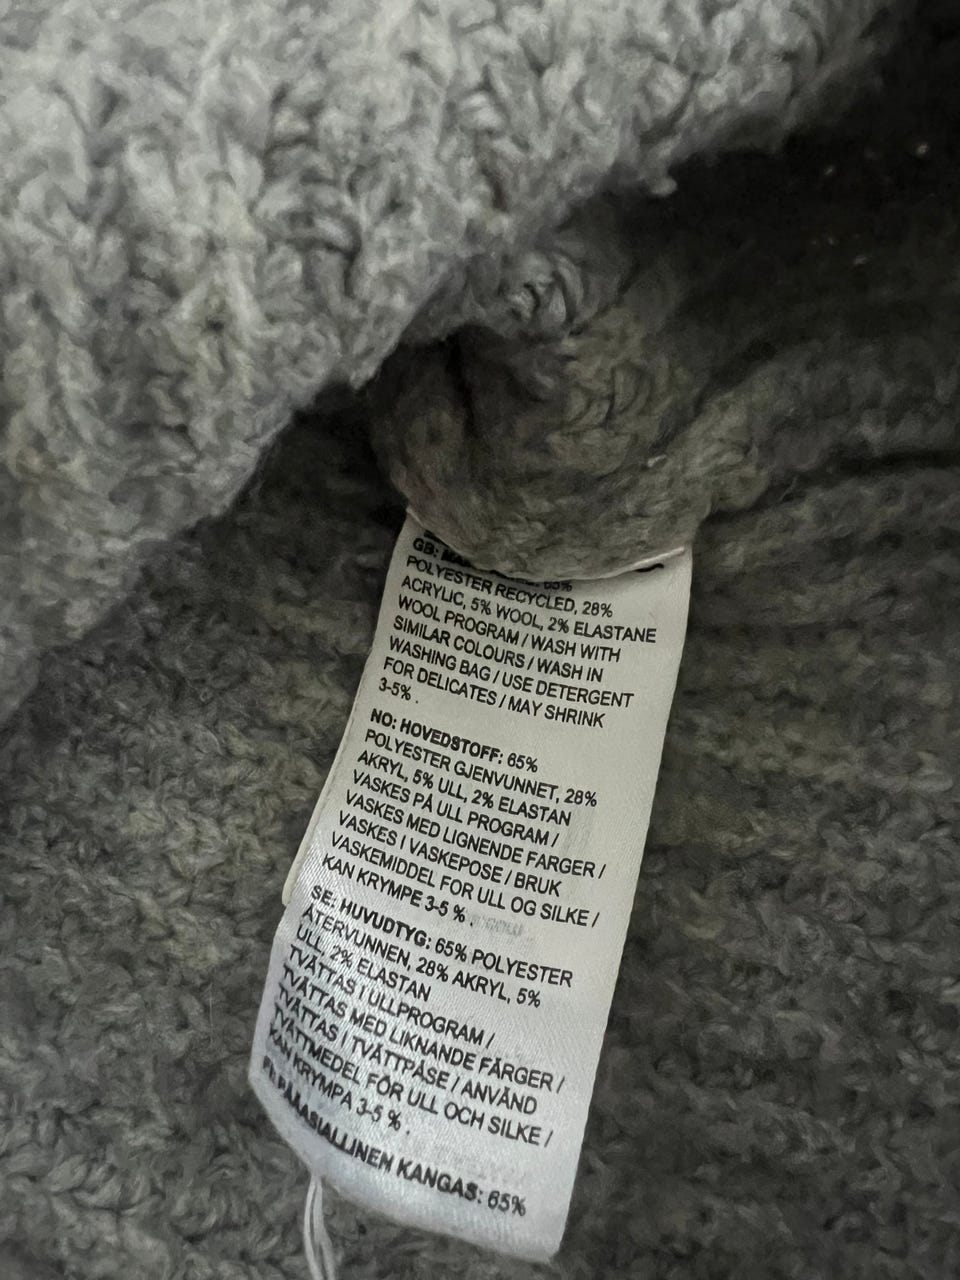 GB: 65%
POLYESTER RECYCLED, 28%
ACRYLIC, 5% WOOL, 2% ELASTANE
WOOL PROGRAM / WASH WITH
SIMILAR COLOURS / WASH IN
WASHING BAG / USE DETERGENT
FOR DELICATES / MAY SHRINK
3-5% .
NO: HOVEDSTOFF: 65%
POLYESTER GJENVUNNET, 28%
AKRYL, 5% ULL, 2% ELASTAN
VASKES PÅ ULL PROGRAM /
VASKES MED LIGNENDE FARGER /
VASKES I VASKEPOSE / BRUK
VASKEMIDDEL FOR ULL OG SILKE /
KAN KRYMPE 3-5 % .
SE: HUVUDTYG: 65% POLYESTER
ÅTERVUNNEN, 28% AKRYL, 5%
ULL, 2% ELASTAN
TVÄTTAS I ULLPROGRAM /
TVÄTTAS MED LIKNANDE FÄRGER /
TVÄTTAS I TVÄTTPÅSE / ANVÄND
TVÄTTMEDEL FÖR ULL OCH SILKE /
KAN KRYMPA 3-5 % .
FI: PÄÄASIALLINEN KANGAS: 65%